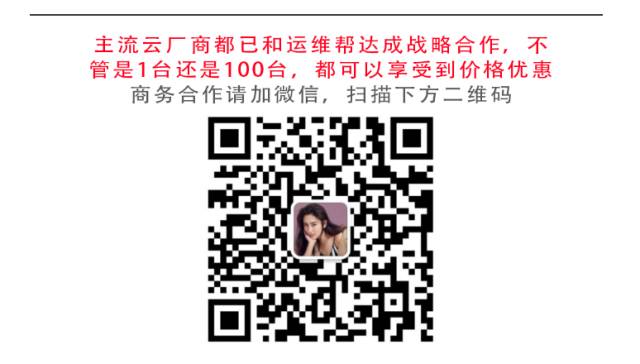 主流云厂商都已和运维帮达成战略合作，不
管是1台还是100台，都可以享受到价格优惠
商务合作请加微信，扫描下方二维码